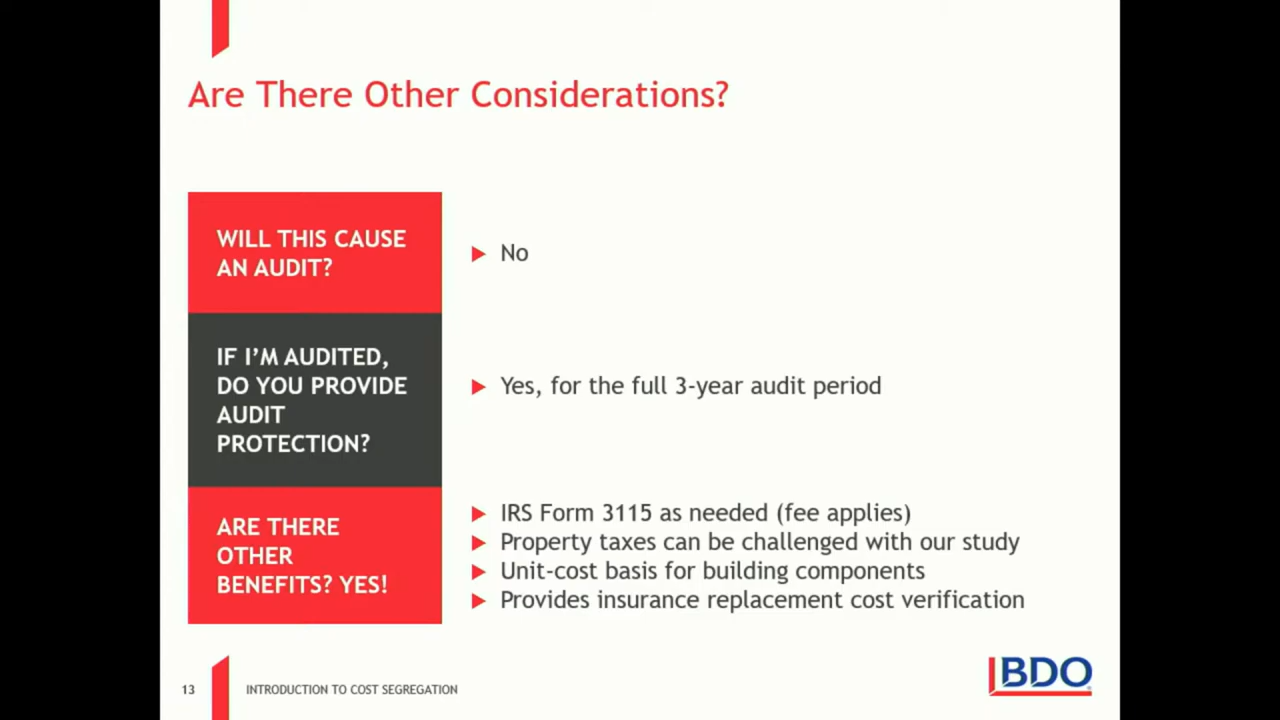 Are There Other Considerations?
WILL THIS CAUSE
AN AUDIT?
► No
IF I'M AUDITED,
DO YOU PROVIDE
AUDIT
PROTECTION?
► Yes, for the full 3-year audit period
ARE THERE
OTHER
BENEFITS? YES!
► IRS Form 3115 as needed (fee applies)
► Property taxes can be challenged with our study
► Unit-cost basis for building components
► Provides insurance replacement cost verification
13
INTRODUCTION TO COST SEGREGATION
BDO